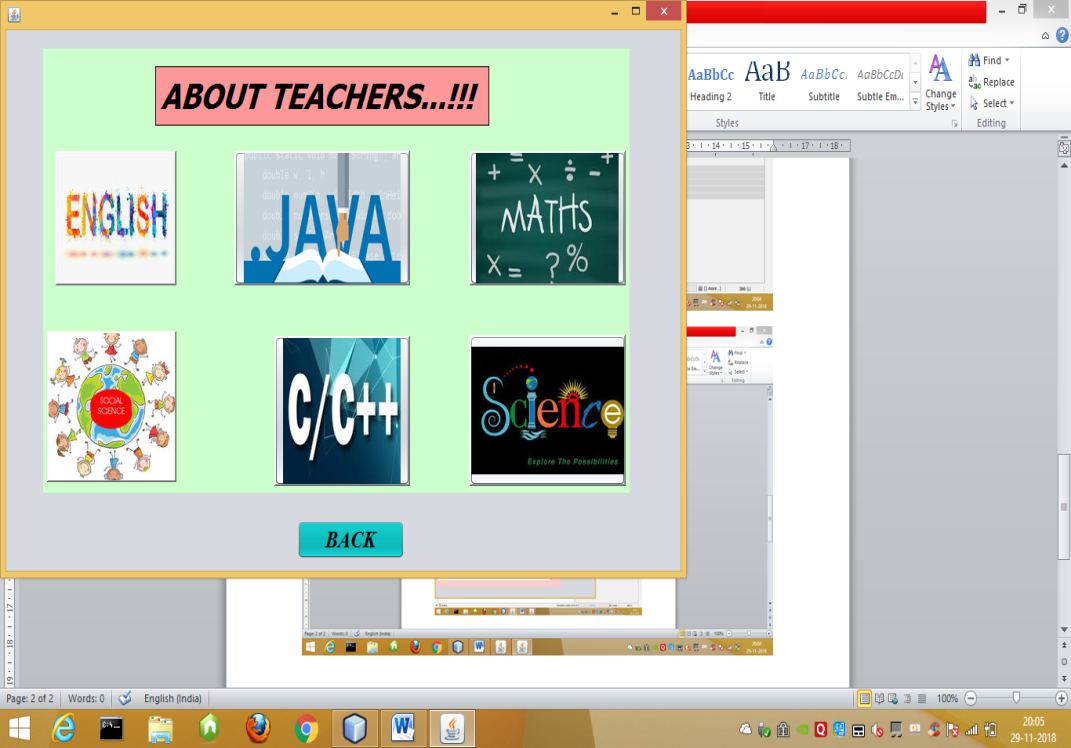 ABOUT TEACHERS...!!!
ENGLISH
.JAVA
+ × ÷ - +
MATHS
× = ? %
SOCIAL
SCIENCE
C/C++
Science
Explore The Possibilities
BACK
AaBbCc
AaB
AaBbCc.
AaBbCcDc
Heading 2
Title
Subtitle
Subtle Em...
Change
Styles
Styles
Find
Replace
Select
Editing
Page: 2 of 2
Words: 0
English (India)
100%
20:05
29-11-2018